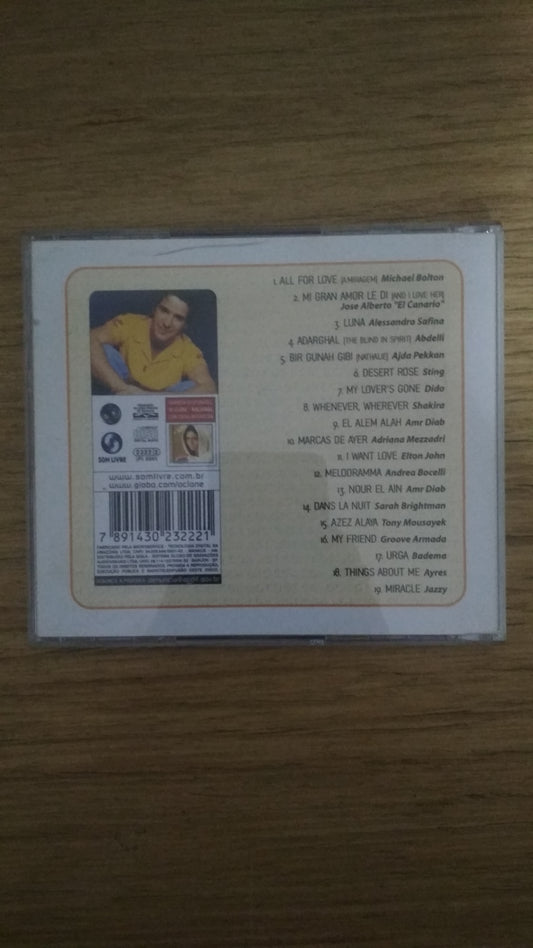 1. ALL FOR LOVE [A MIRAGEM] Michael Bolton
2. MI GRAN AMOR LE DI [AND I LOVE HER]
Jose Alberto "El Canario"
3. LUNA Alessandro Safina
4. ADARGHAL [THE BLIND IN SPIRIT] Abdelli
5. BIR GUNAH GIBI [NATHALIE] Ajda Pekkan
6. DESERT ROSE Sting
7. MY LOVER'S GONE Dido
8. WHENEVER, WHEREVER Shakira
9. EL ALEM ALAH Amr Diab
10. MARCAS DE AYER Adriana Mezzadri
11. I WANT LOVE Elton John
12. MELODRAMMA Andrea Bocelli
13. NOUR EL AIN Amr Diab
14. DANS LA NUIT Sarah Brightman
15. AZEZ ALAYA Tony Mousayek
16. MY FRIEND Groove Armada
17. URGA Badema
18. THINGS ABOUT ME Ayres
19. MIRACLE Jazzy
SOM LIVRE
www.somlivre.com.br
www.globo.com/oclone
7 891430 232221